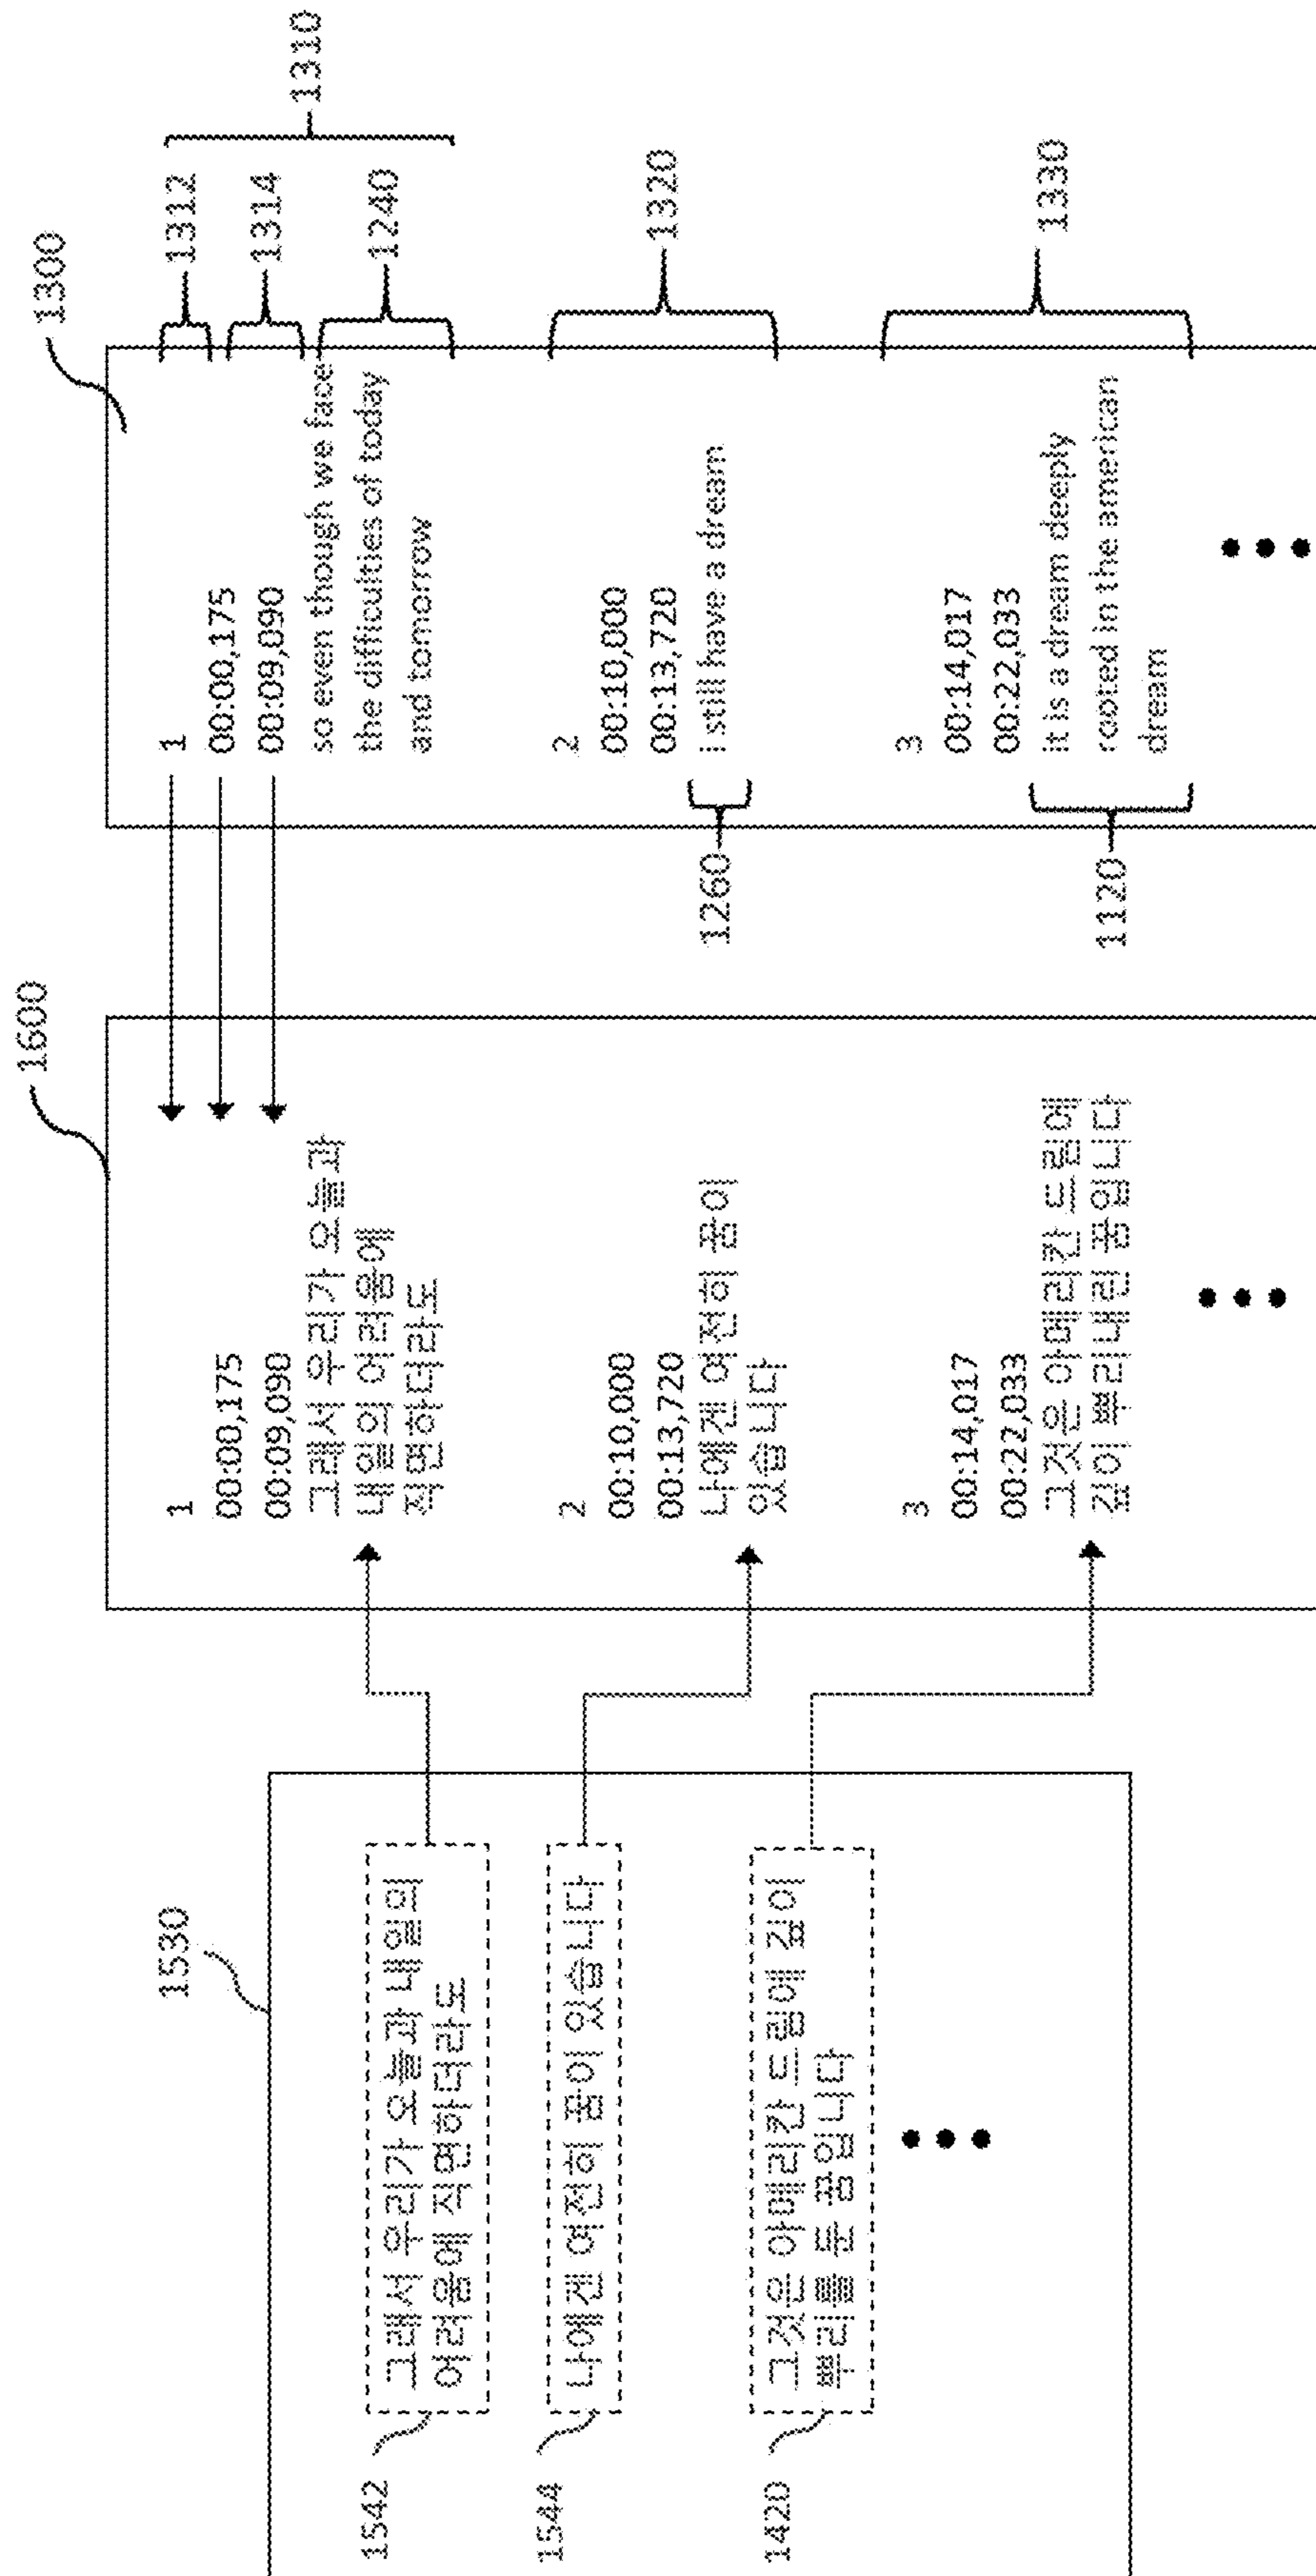 1530
1542
그래서 우리가 오늘과 내일의
어려움에 직면하더라도
1544
나에겐 여전히 꿈이 있습니다
1420
그것은 아메리칸 드림에 깊이
뿌리를 둔 꿈입니다
1600
1
00:00,175
00:09,090
그래서 우리가 오늘과
내일의 어려움에
직면하더라도
2
00:10,000
00:13,720
나에겐 여전히 꿈이
있습니다
3
00:14,017
00:22,033
그것은 아메리칸 드림에
깊이 뿌리내린 꿈입니다
1300
1
00:00,175
00:09,090
so even though we face
the difficulties of today
and tomorrow
2
00:10,000
00:13,720
i still have a dream
3
00:14,017
00:22,033
it is a dream deeply
rooted in the american
dream
1260
1120
1312
1314
1240
1310
1320
1330